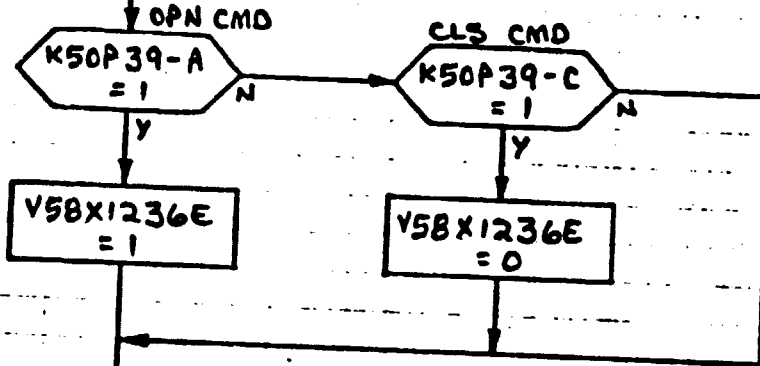 OPN CMD
K50P39-A
= 1
N
Y
V58X1236E
= 1
CLS CMD
K50P39-C
= 1
N
Y
V58X1236E
= 0